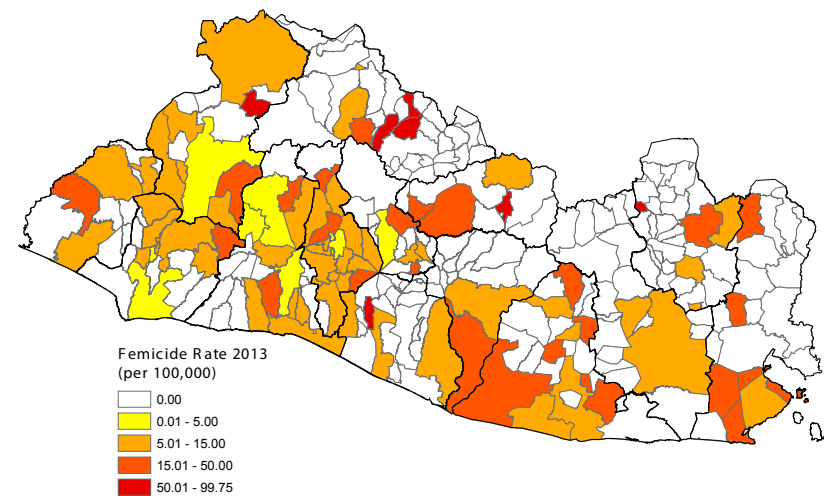 Femicide Rate 2013
(per 100,000)
0.00
0.01 - 5.00
5.01 - 15.00
15.01 - 50.00
50.01 - 99.75